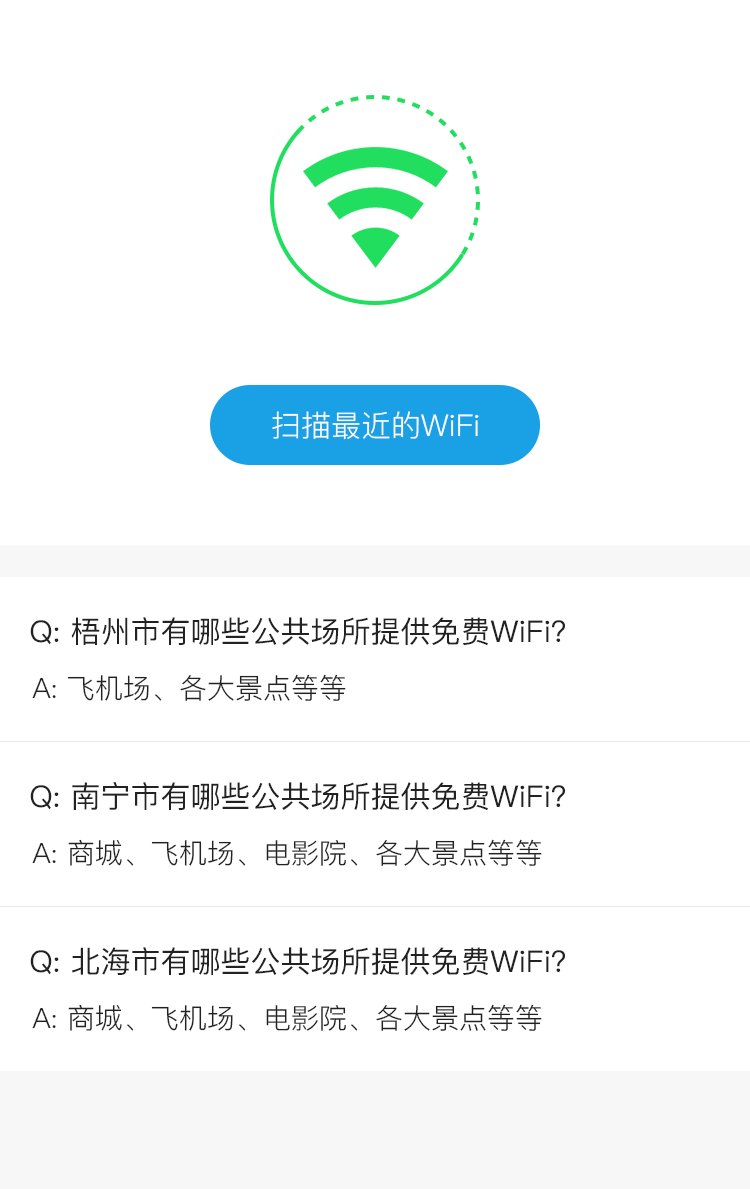 扫描最近的WiFi
Q: 梧州市有哪些公共场所提供免费WiFi?
A: 飞机场、各大景点等等
Q: 南宁市有哪些公共场所提供免费WiFi?
A: 商城、飞机场、电影院、各大景点等等
Q: 北海市有哪些公共场所提供免费WiFi?
A: 商城、飞机场、电影院、各大景点等等